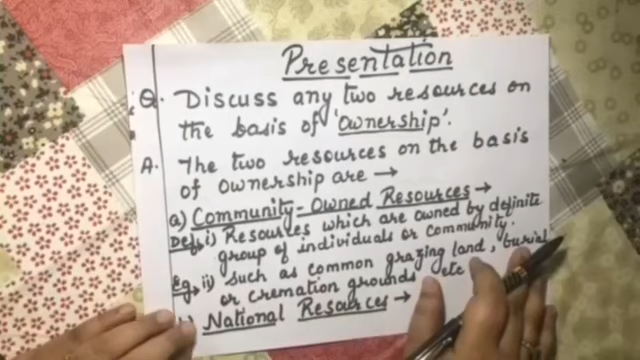 Presentation
Q. Discuss any two resources on
the basis of 'Ownership'.
A. The two resources on the basis
of ownership are →
a) Community-Owned Resources →
Def→ i) Resources which are owned by definite
group of individuals or community.
Eg→ ii) Such as common grazing land, burial
or cremation grounds etc
National Resources →